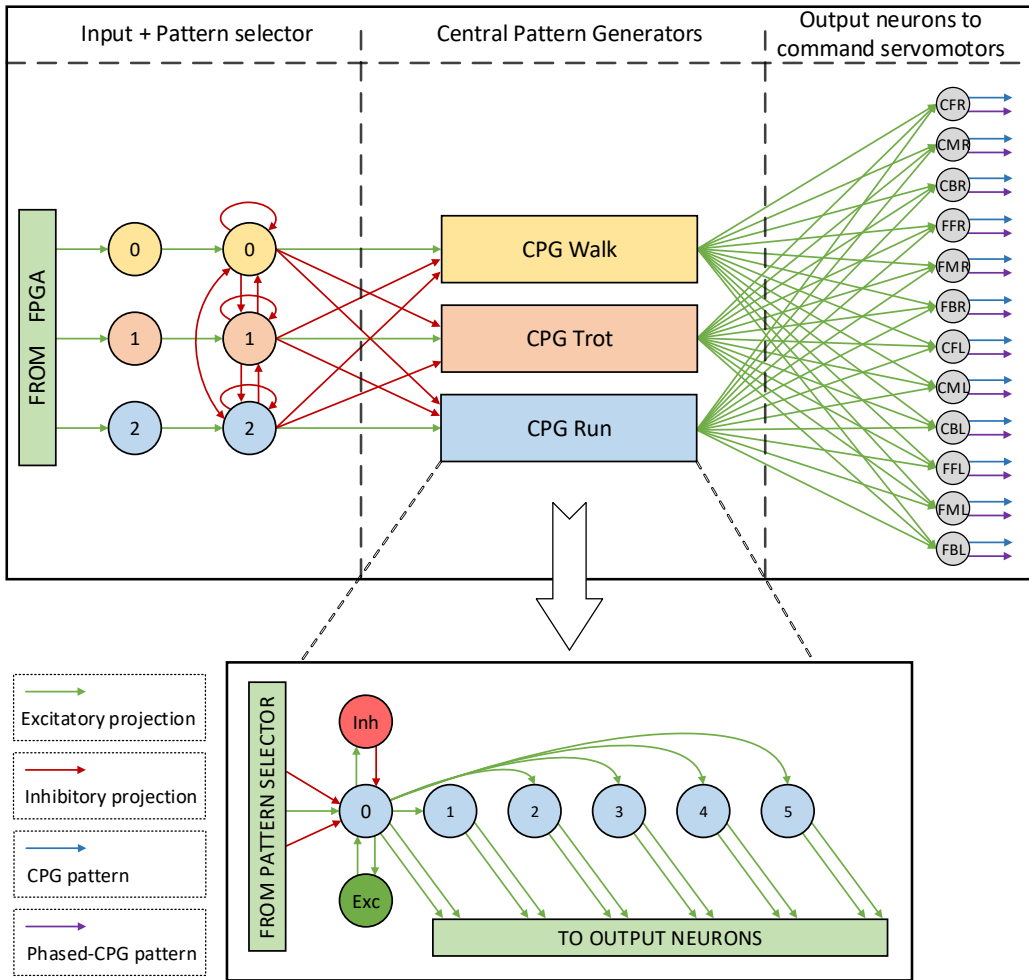 Input + Pattern selector
Central Pattern Generators
Output neurons to
command servomotors
FROM FPGA
0
0
1
1
2
2
CPG Walk
CPG Trot
CPG Run
CFR
CMR
CBR
FFR
FMR
FBR
CFL
CML
CBL
FFL
FML
FBL
Excitatory projection
Inhibitory projection
CPG pattern
Phased-CPG pattern
FROM PATTERN SELECTOR
Inh
0
1
2
3
4
5
Exc
TO OUTPUT NEURONS